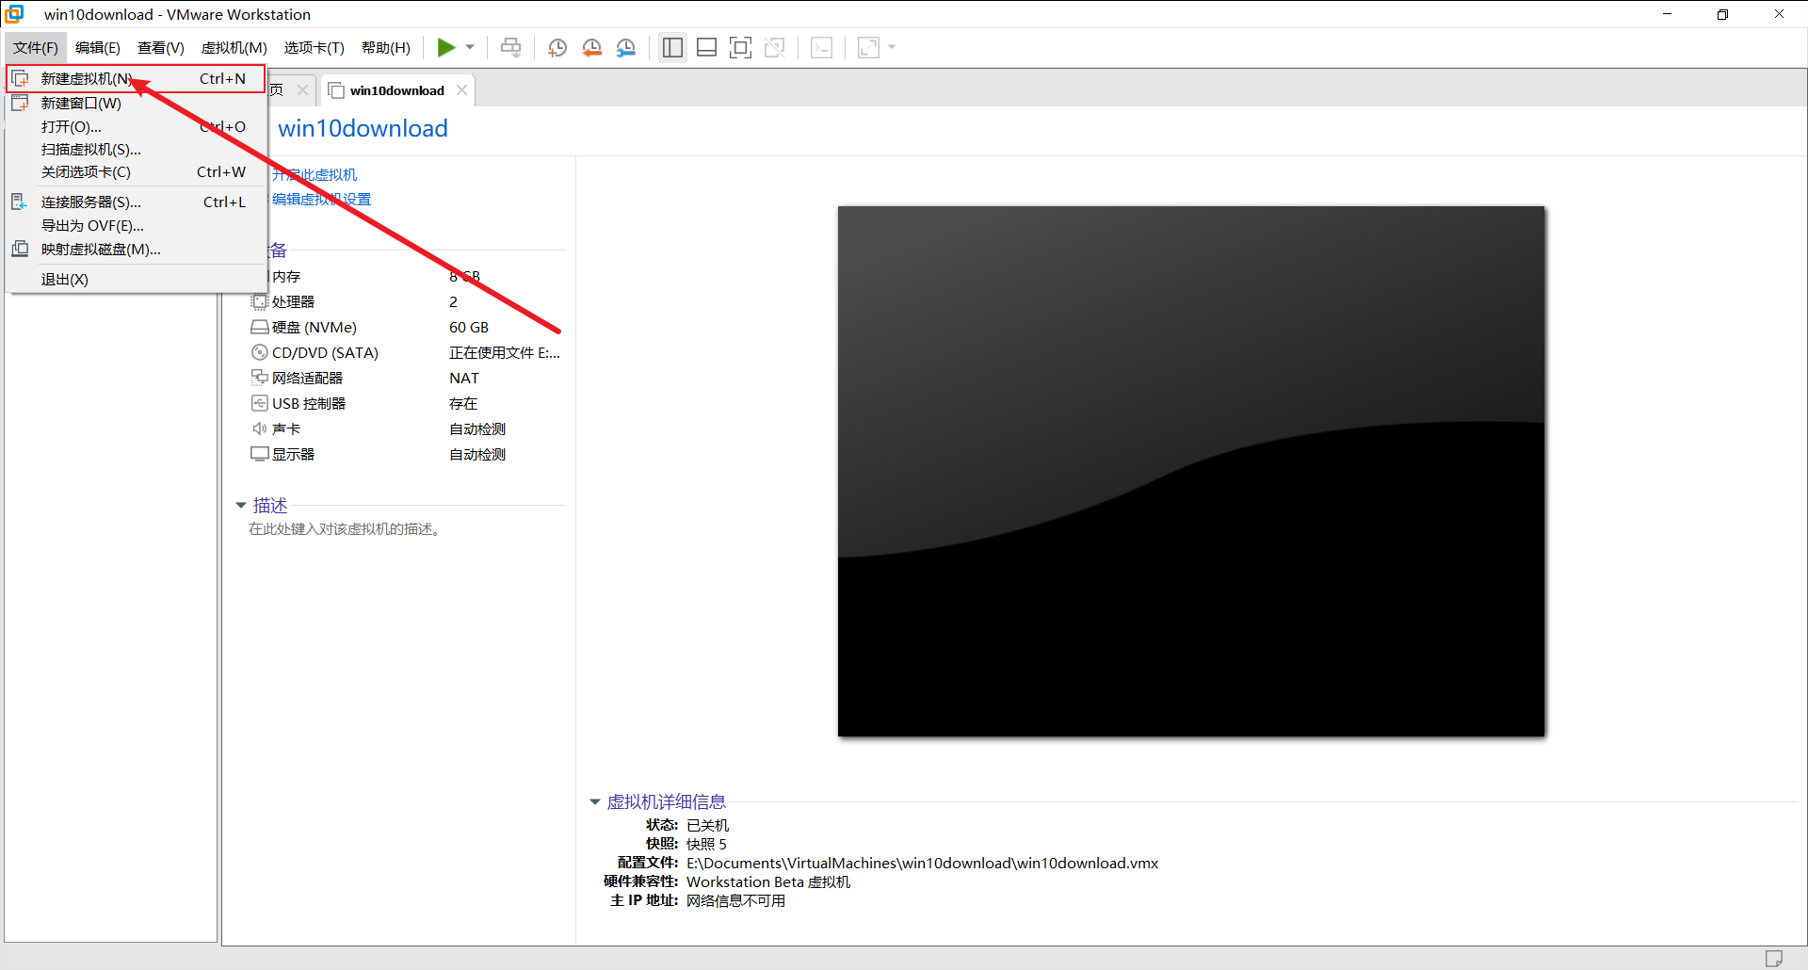 win10download - VMware Workstation
文件(F) 编辑(E) 查看(V) 虚拟机(M) 选项卡(T) 帮助(H)
新建虚拟机(N) Ctrl+N
新建窗口(W)
打开(O)... Ctrl+O
扫描虚拟机(S)...
关闭选项卡(C) Ctrl+W
连接服务器(S)... Ctrl+L
导出为 OVF(E)...
映射虚拟磁盘(M)...
退出(X)
页 win10download
win10download
开启此虚拟机
编辑虚拟机设置
备
内存 8 GB
处理器 2
硬盘 (NVMe) 60 GB
CD/DVD (SATA) 正在使用文件 E:...
网络适配器 NAT
USB 控制器 存在
声卡 自动检测
显示器 自动检测
描述
在此处键入对该虚拟机的描述。
虚拟机详细信息
状态: 已关机
快照: 快照 5
配置文件: E:\Documents\VirtualMachines\win10download\win10download.vmx
硬件兼容性: Workstation Beta 虚拟机
主 IP 地址: 网络信息不可用